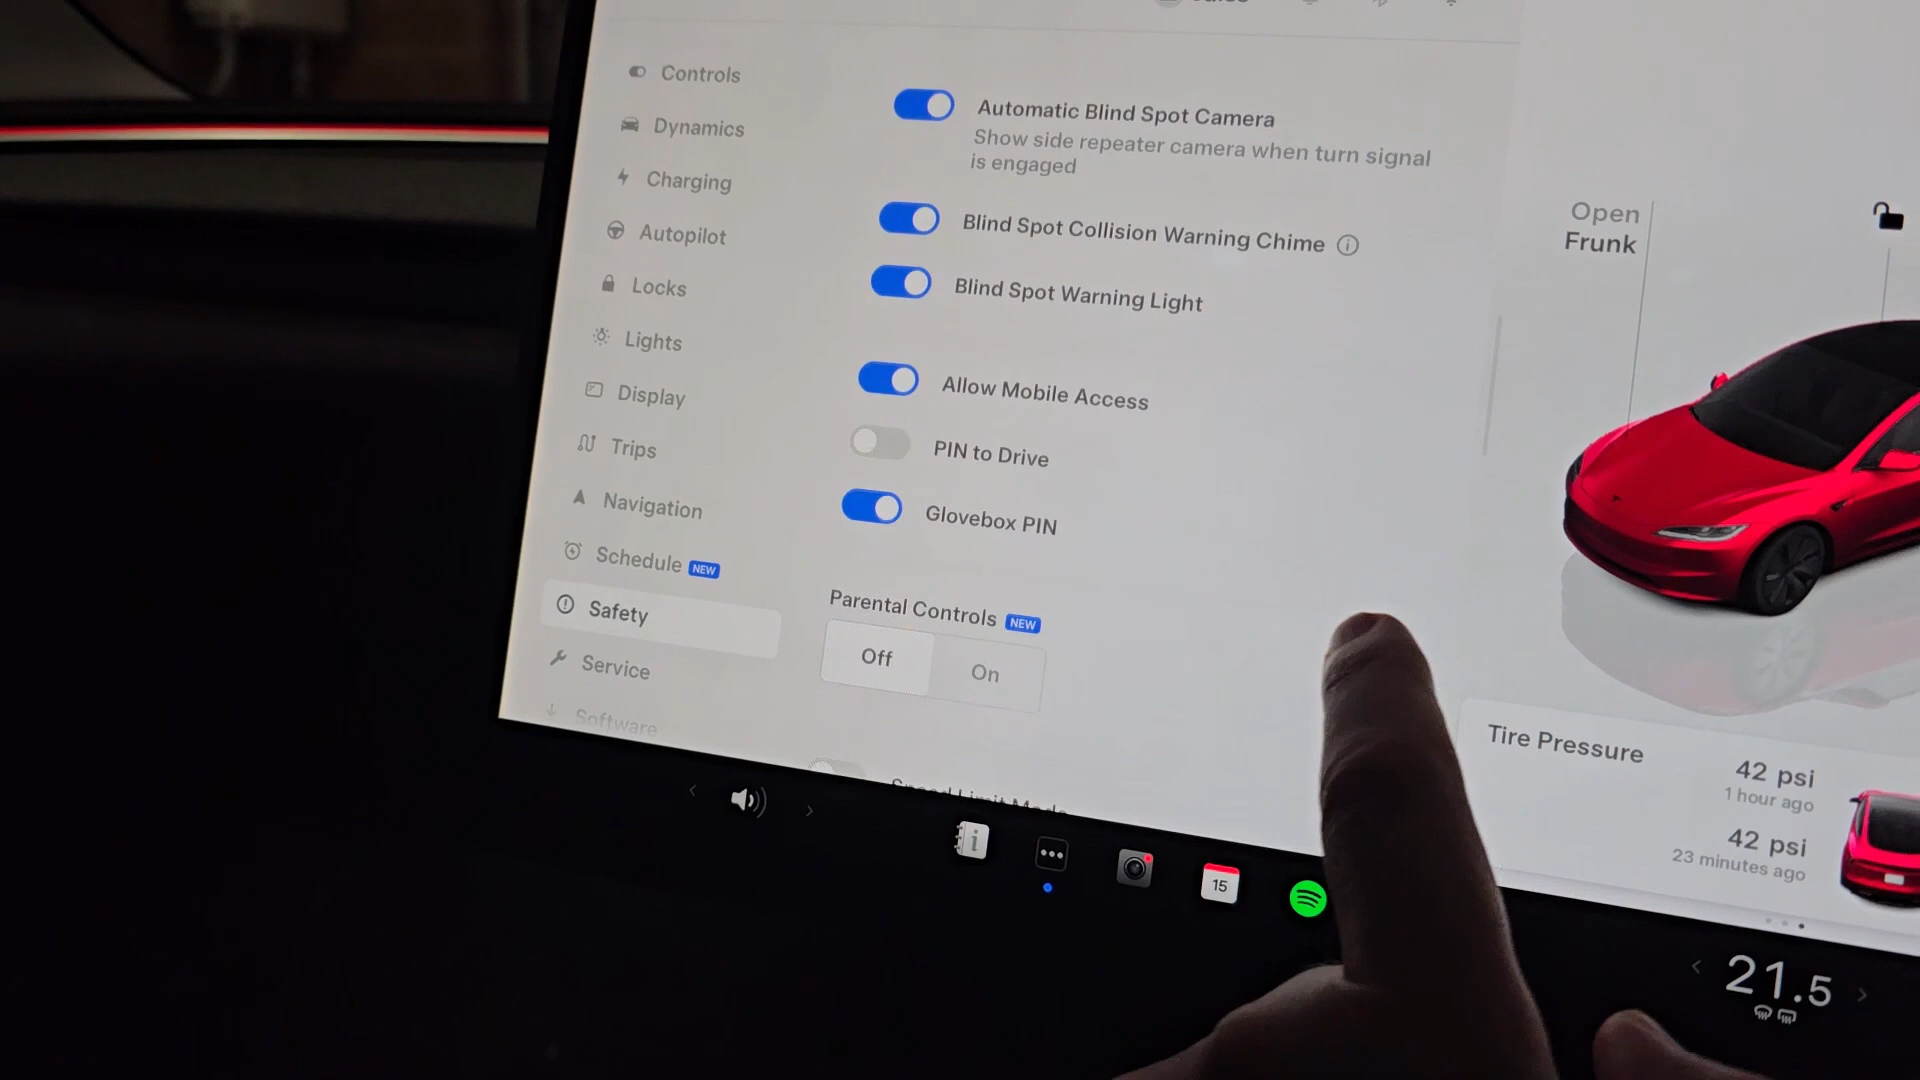 Controls
Dynamics
Charging
Autopilot
Locks
Lights
Display
Trips
Navigation
Schedule NEW
Safety
Service
Software
Automatic Blind Spot Camera
Show side repeater camera when turn signal
is engaged
Blind Spot Collision Warning Chime
Blind Spot Warning Light
Allow Mobile Access
PIN to Drive
Glovebox PIN
Parental Controls NEW
Off
On
Speed Limit Mode
Open
Frunk
Tire Pressure
42 psi
1 hour ago
42 psi
23 minutes ago
15
21.5